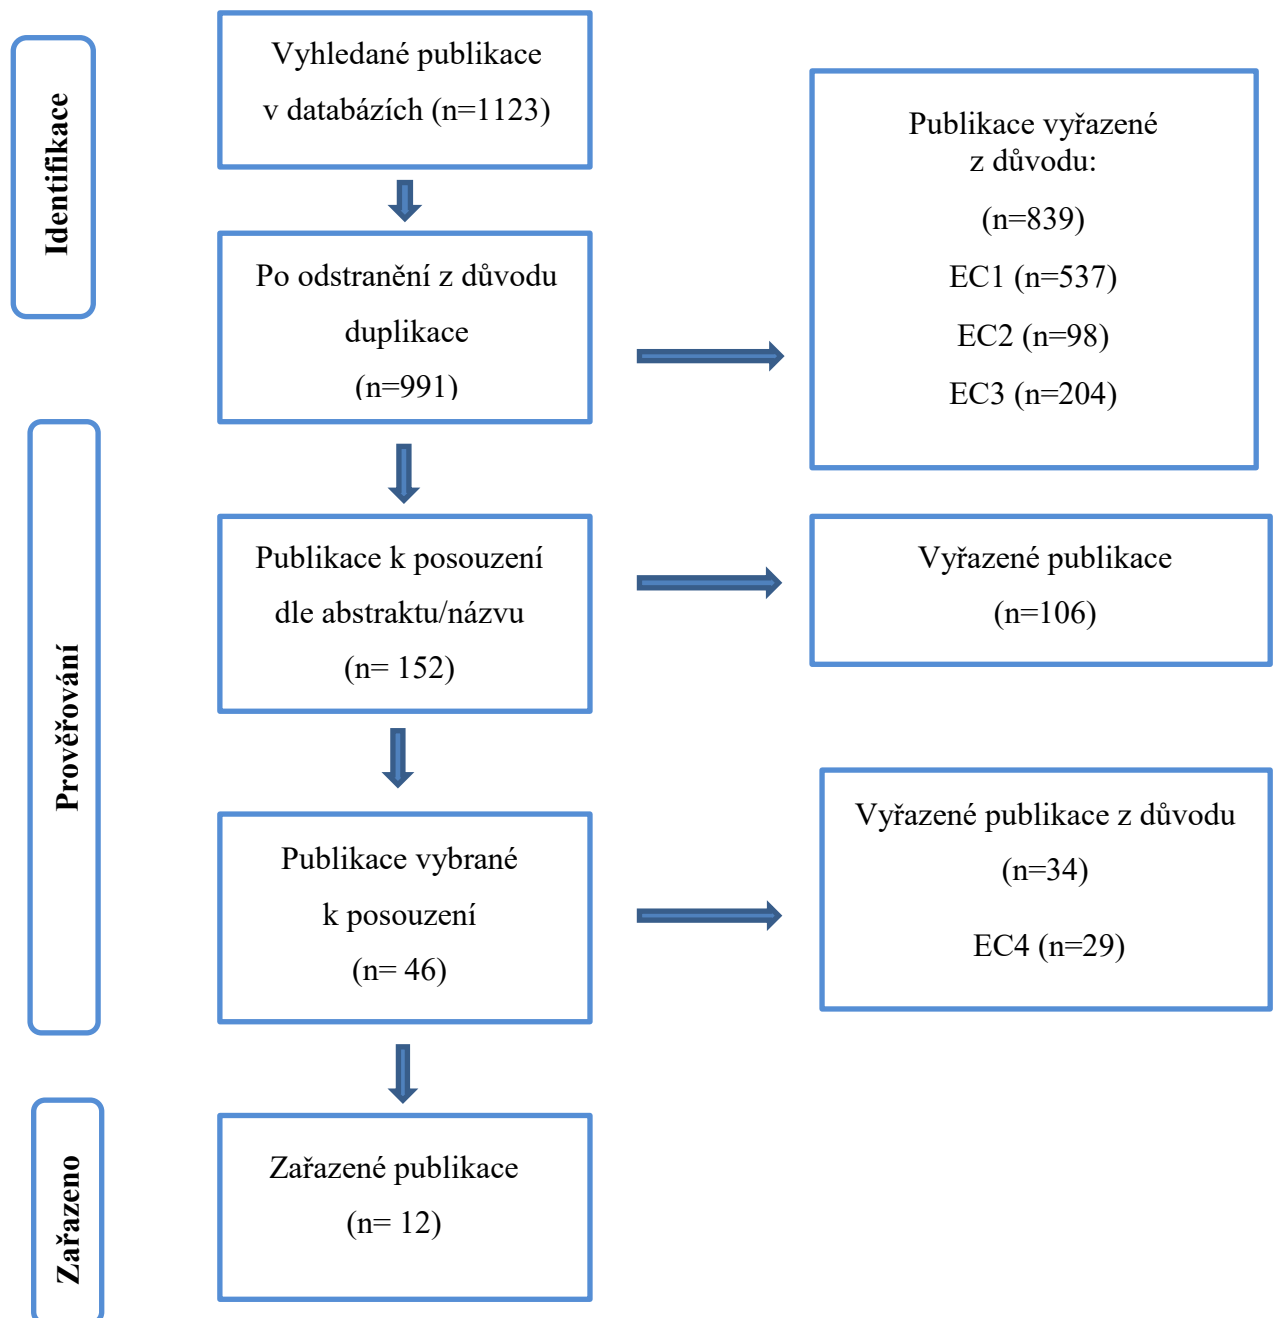 Identifikace
Vyhledané publikace
v databázích (n=1123)
Publikace vyřazené
z důvodu:
(n=839)
EC1 (n=537)
EC2 (n=98)
EC3 (n=204)
Po odstranění z důvodu
duplikace
(n=991)
Prověřování
Publikace k posouzení
dle abstraktu/názvu
(n= 152)
Vyřazené publikace
(n=106)
Publikace vybrané
k posouzení
(n= 46)
Vyřazené publikace z důvodu
(n=34)
EC4 (n=29)
Zařazeno
Zařazené publikace
(n= 12)